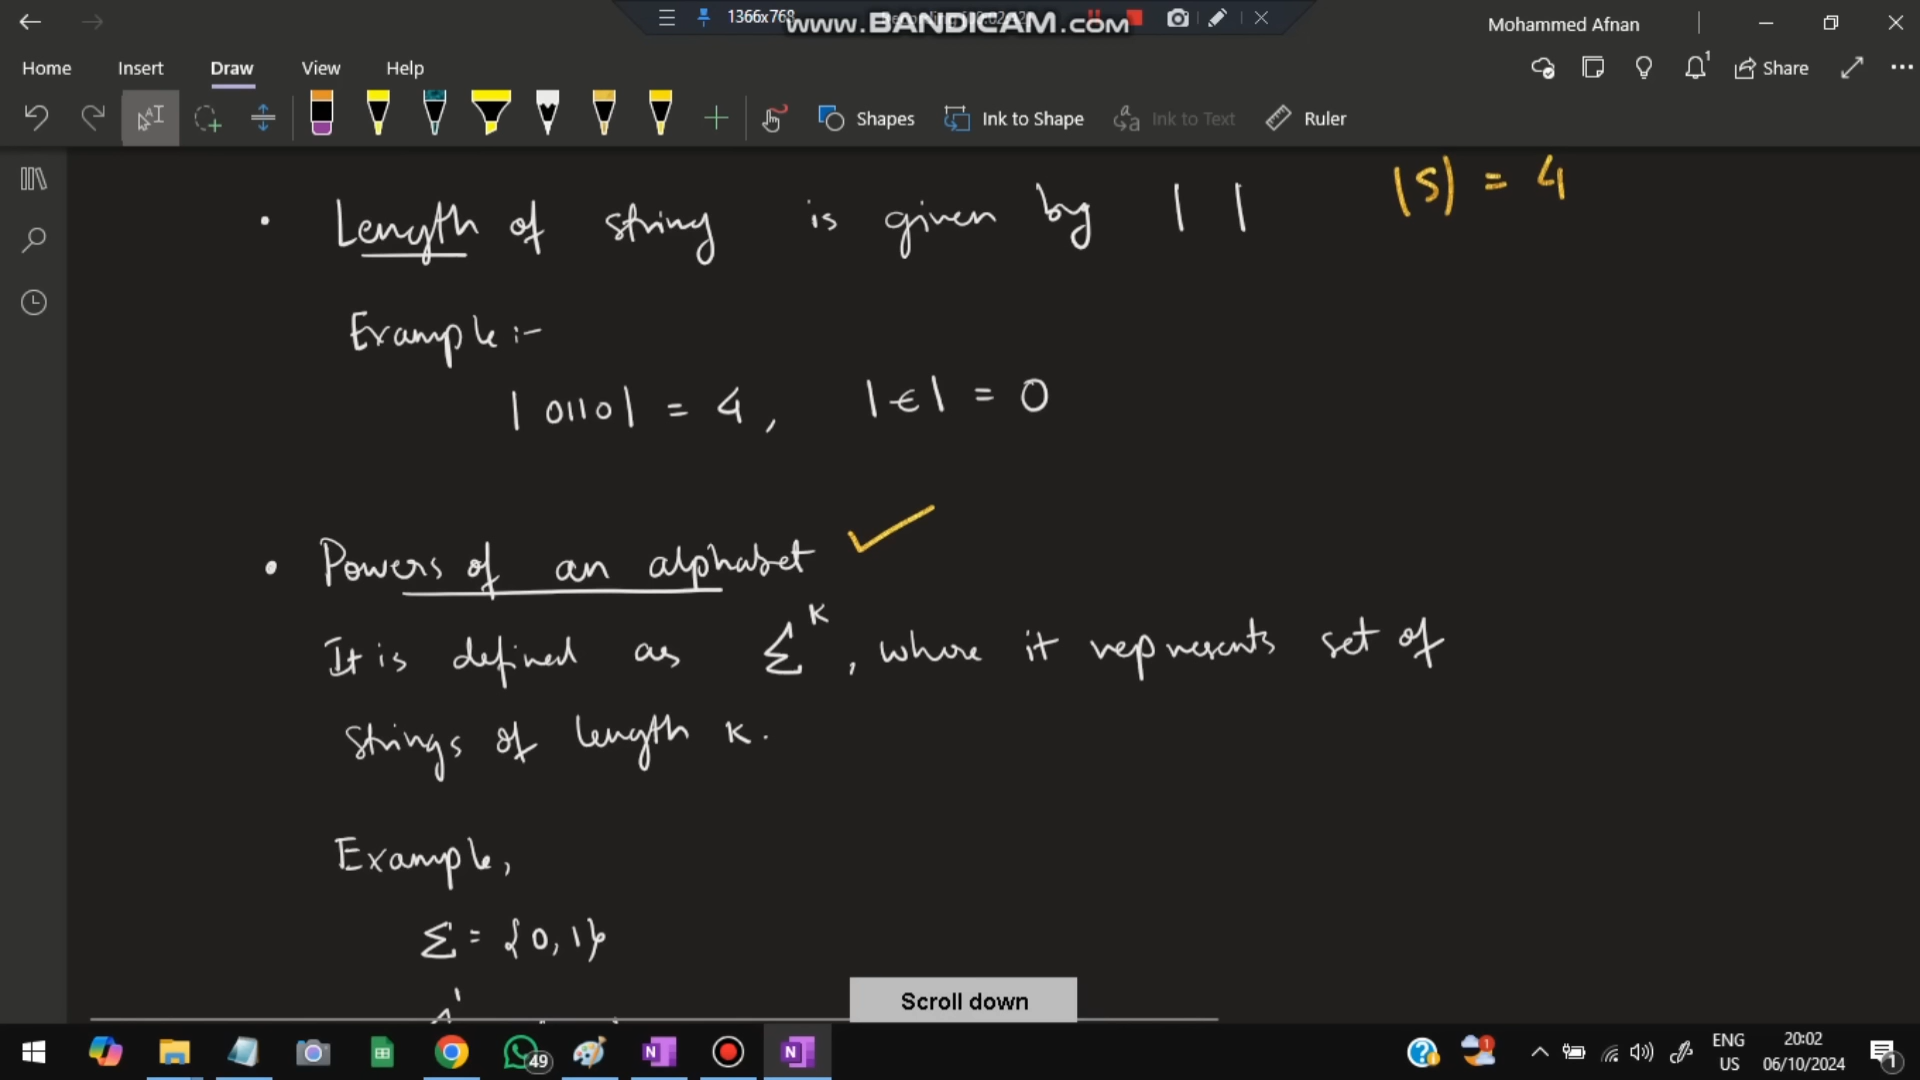 1366x768
www.BANDICAM.com
Mohammed Afnan
Home Insert Draw View Help
Share
Shapes Ink to Shape Ink to Text Ruler
|S| = 4
• Length of string is given by | |
Example :-
| 0110 | = 4, | ϵ | = 0
• Powers of an alphabet ✓
It is defined as Σ^K, where it represents set of
strings of length K.
Example,
Σ = {0,1}
Scroll down
49
ENG
US
20:02
06/10/2024